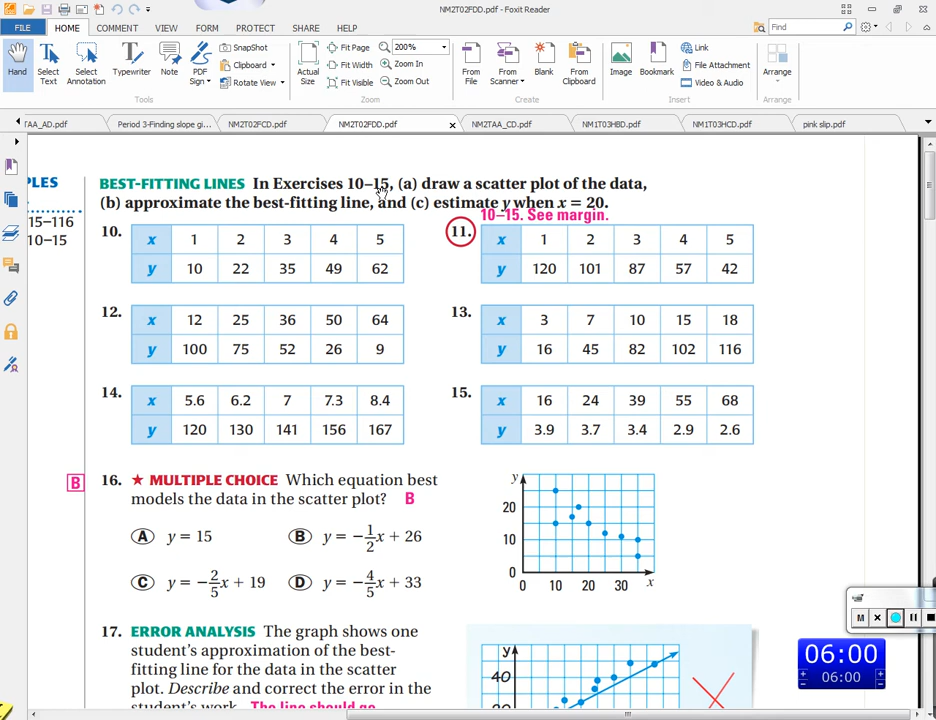 NM2T02FDD.pdf - Foxit Reader
FILE HOME COMMENT VIEW FORM PROTECT SHARE HELP
Find
Hand
Select Text
Select Annotation
Typewriter
Note
PDF Sign
SnapShot
Clipboard
Rotate View
Tools
Actual Size
Fit Page
Fit Width
Fit Visible
200%
Zoom In
Zoom Out
Zoom
From File
From Scanner
Blank
From Clipboard
Create
Image
Bookmark
Link
File Attachment
Video & Audio
Insert
Arrange
Arrange
TAA_AD.pdf Period 3-Finding slope gi... NM2T02FCD.pdf NM2T02FDD.pdf NM2TAA_CD.pdf NM1T03HBD.pdf NM1T03HCD.pdf pink slip.pdf
PLES
15–116
10–15
BEST-FITTING LINES In Exercises 10–15, (a) draw a scatter plot of the data,
(b) approximate the best-fitting line, and (c) estimate y when x = 20.
10–15. See margin.
10.
x 1 2 3 4 5
y 10 22 35 49 62
11.
x 1 2 3 4 5
y 120 101 87 57 42
12.
x 12 25 36 50 64
y 100 75 52 26 9
13.
x 3 7 10 15 18
y 16 45 82 102 116
14.
x 5.6 6.2 7 7.3 8.4
y 120 130 141 156 167
15.
x 16 24 39 55 68
y 3.9 3.7 3.4 2.9 2.6
B
16. ★ MULTIPLE CHOICE Which equation best
models the data in the scatter plot? B
A y = 15
B y = -1/2x + 26
C y = -2/5x + 19
D y = -4/5x + 33
y
20
10
0
0 10 20 30 x
17. ERROR ANALYSIS The graph shows one
student's approximation of the best-
fitting line for the data in the scatter
plot. Describe and correct the error in the
student's work. The line should go
y
40
20
M
06:00
06:00